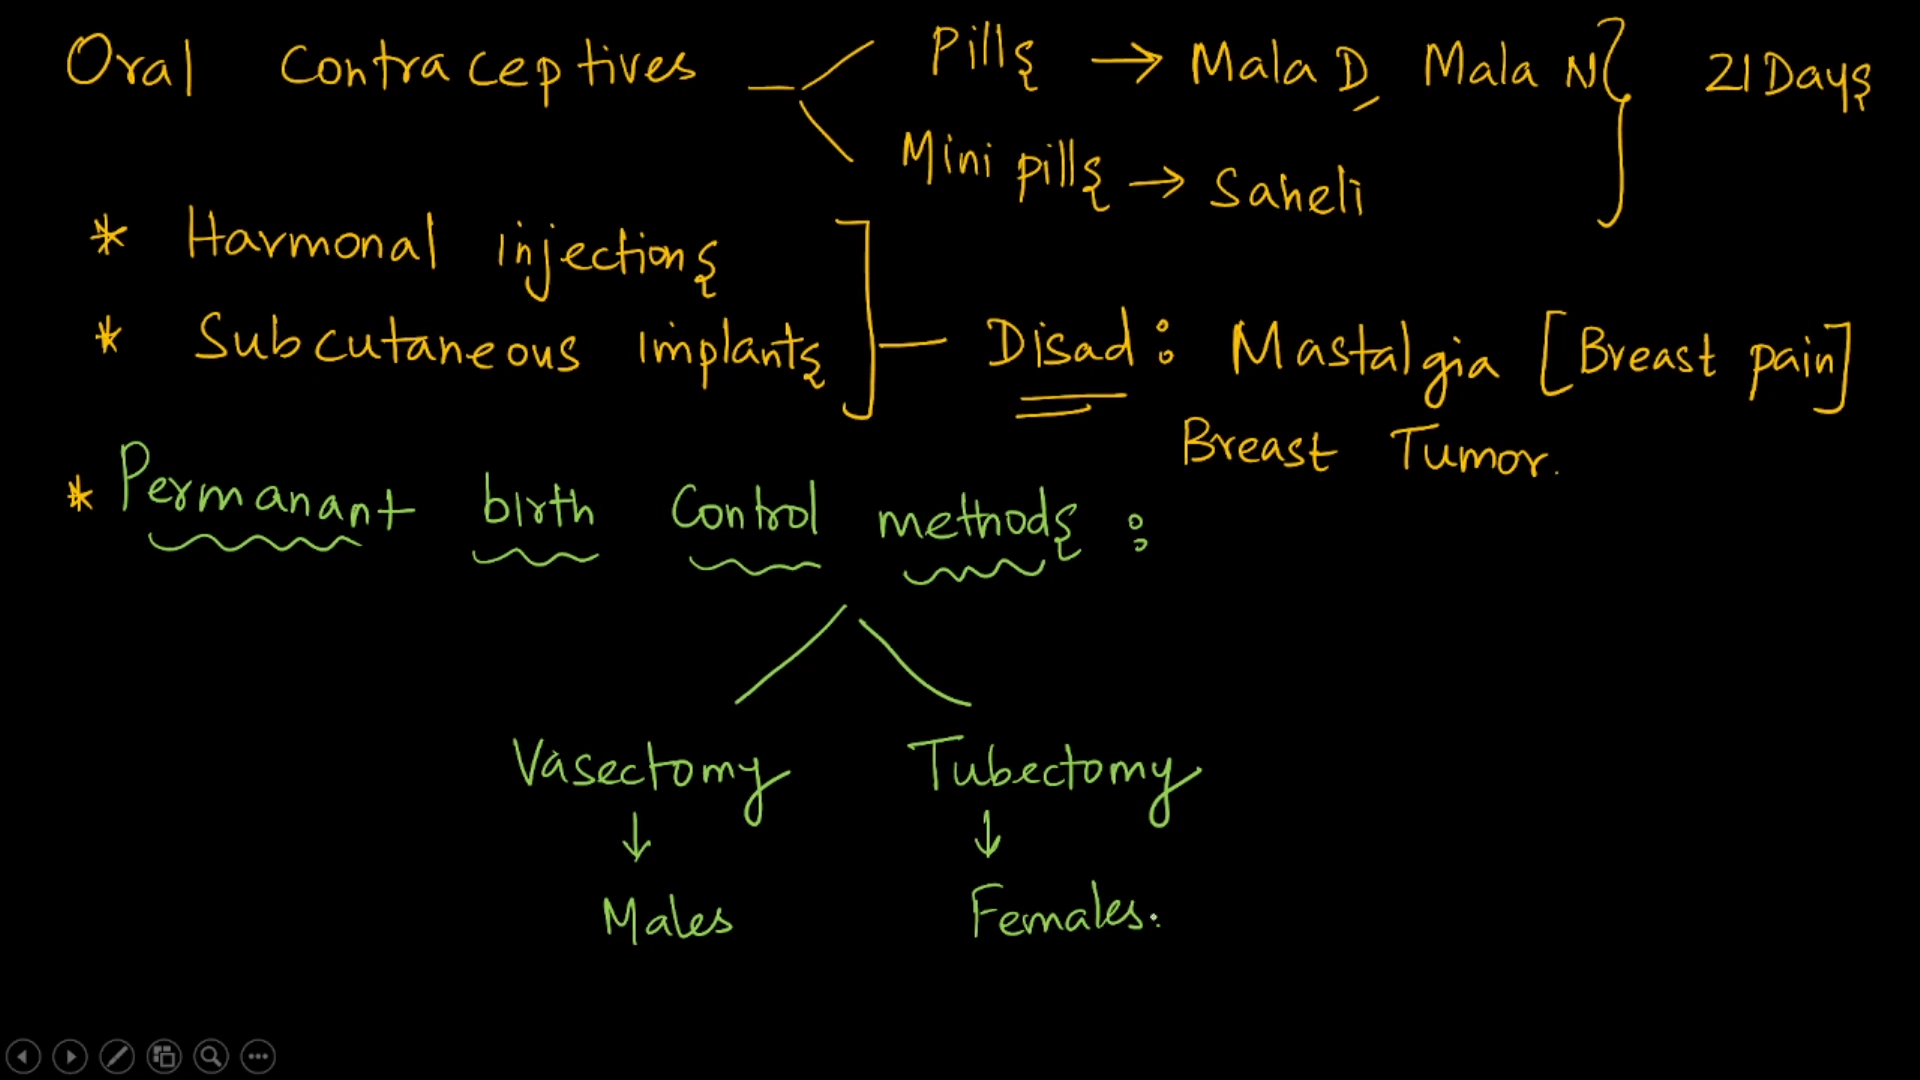 Oral Contraceptives — Pills → Mala D, Mala N} 21 Days
Mini pills → Saheli
* Harmonal injections
* Subcutaneous implants] — Disad : Mastalgia [Breast pain]
Breast Tumor.
* Permanant birth Control methods :
Vasectomy Tubectomy
↓ ↓
Males Females.